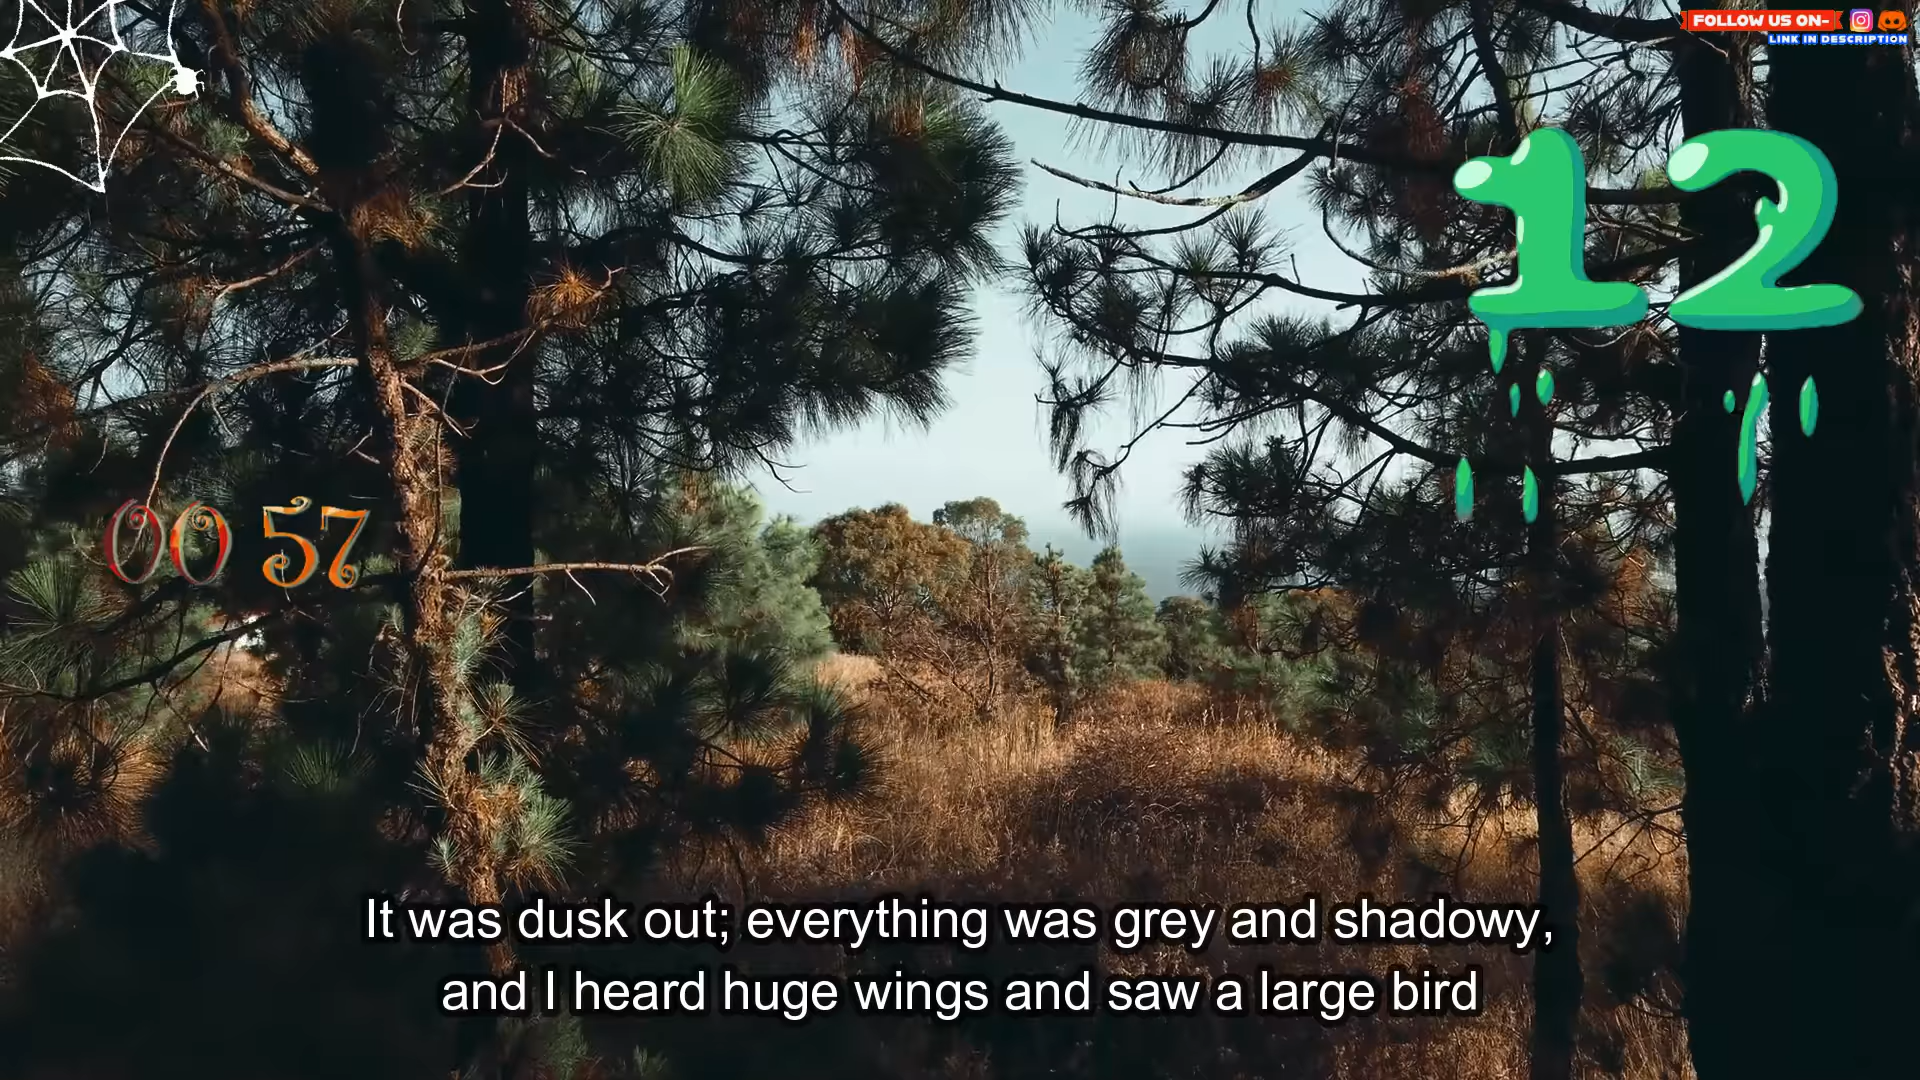 FOLLOW US ON-
LINK IN DESCRIPTION
12
00 57
It was dusk out; everything was grey and shadowy,
and I heard huge wings and saw a large bird